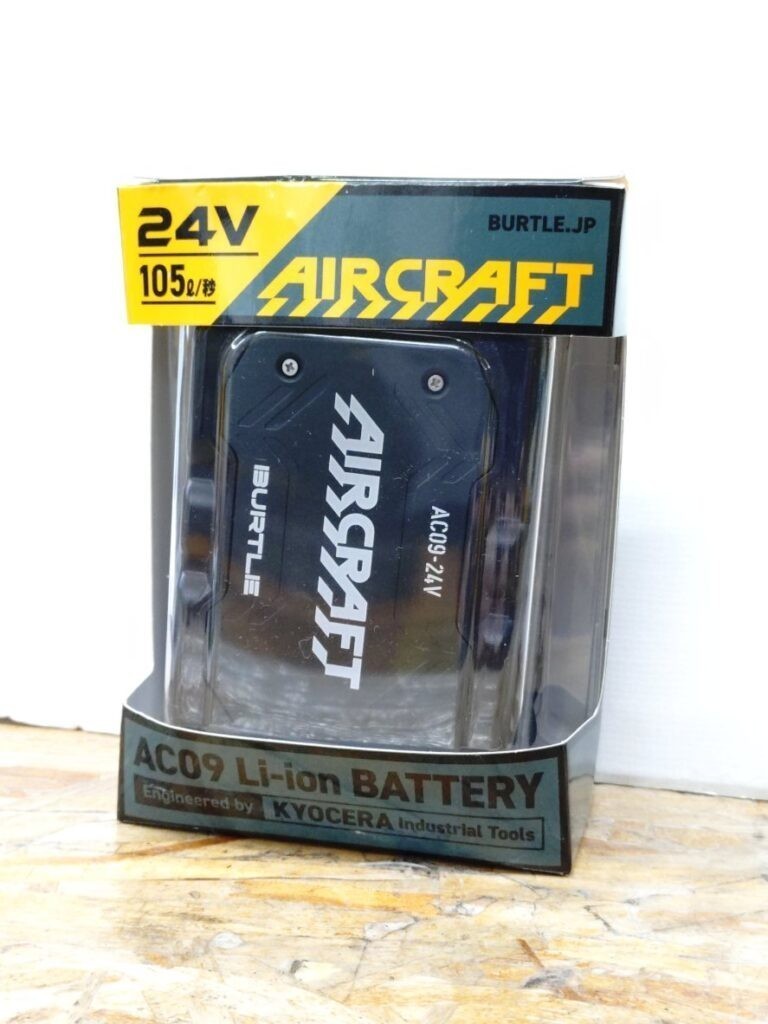 24V
105ℓ/秒
BURTLE.JP
AIRCRAFT
AC09-24V
AIRCRAFT
BURTLE
AC09 Li-ion BATTERY
Engineered by KYOCERA Industrial Tools